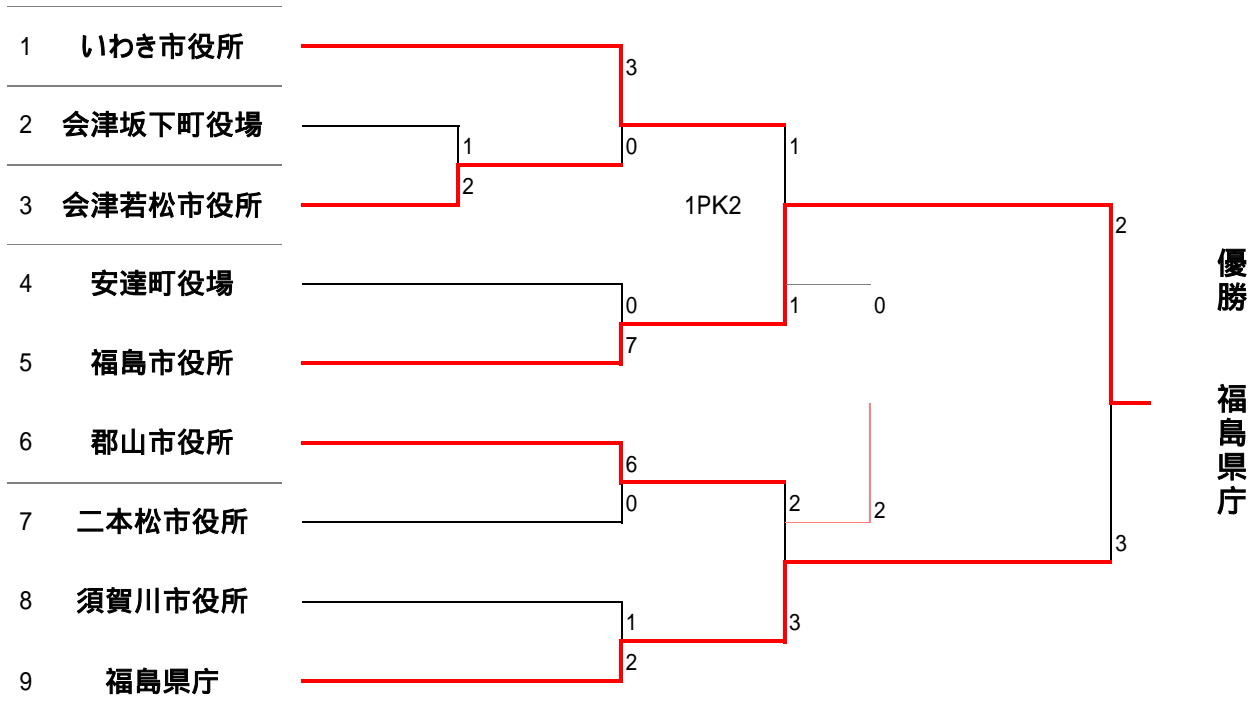 1 いわき市役所
3
2 会津坂下町役場
1
0
1
2
3 会津若松市役所
1PK2
2
4 安達町役場
0
1
0
5 福島市役所
7
6 郡山市役所
6
0
2
2
7 二本松市役所
3
8 須賀川市役所
1
3
2
9 福島県庁
優勝
福島県庁